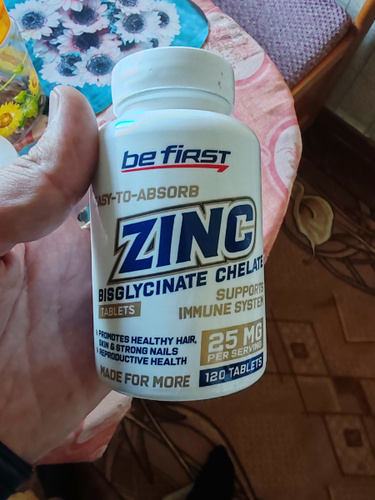 be first
EASY-TO-ABSORB
ZINC
BISGLYCINATE CHELATE
TABLETS
SUPPORTS
IMMUNE SYSTEM
PROMOTES HEALTHY HAIR,
SKIN & STRONG NAILS
REPRODUCTIVE HEALTH
25 MG
PER SERVING
MADE FOR MORE
120 TABLETS